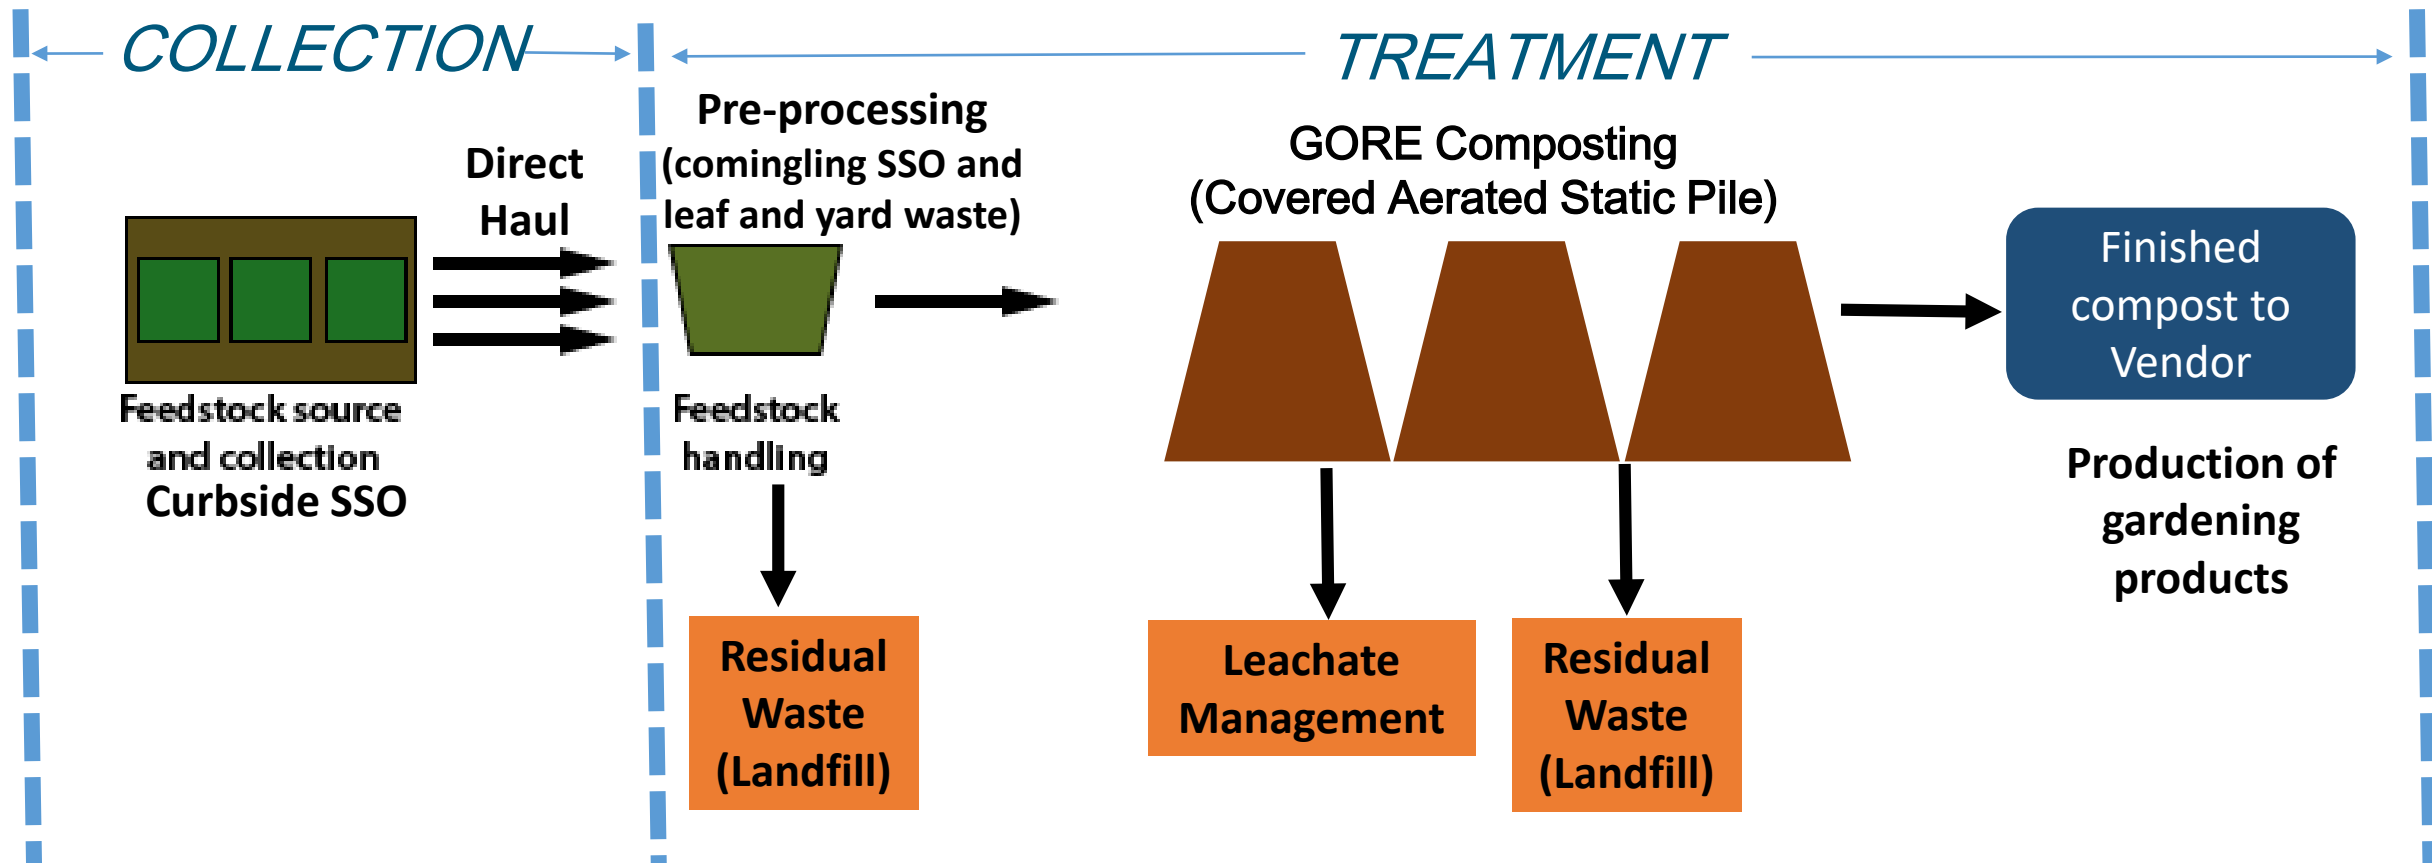 COLLECTION
TREATMENT
Direct
Haul
Feedstock source
and collection
Curbside SSO
Pre-processing
(comingling SSO and
leaf and yard waste)
Feedstock
handling
Residual
Waste
(Landfill)
GORE Composting
(Covered Aerated Static Pile)
Leachate
Management
Residual
Waste
(Landfill)
Finished
compost to
Vendor
Production of
gardening
products